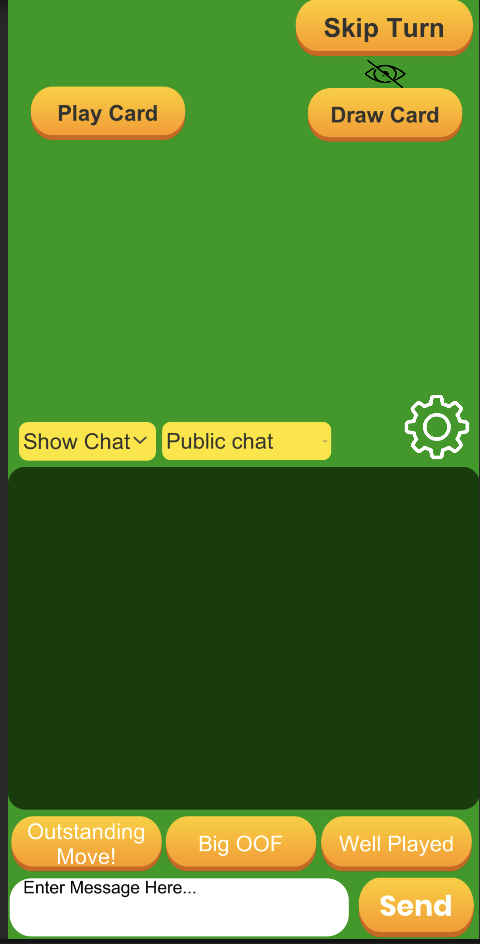 Skip Turn
Play Card
Draw Card
Show Chat
Public chat
Outstanding
Move!
Big OOF
Well Played
Enter Message Here...
Send